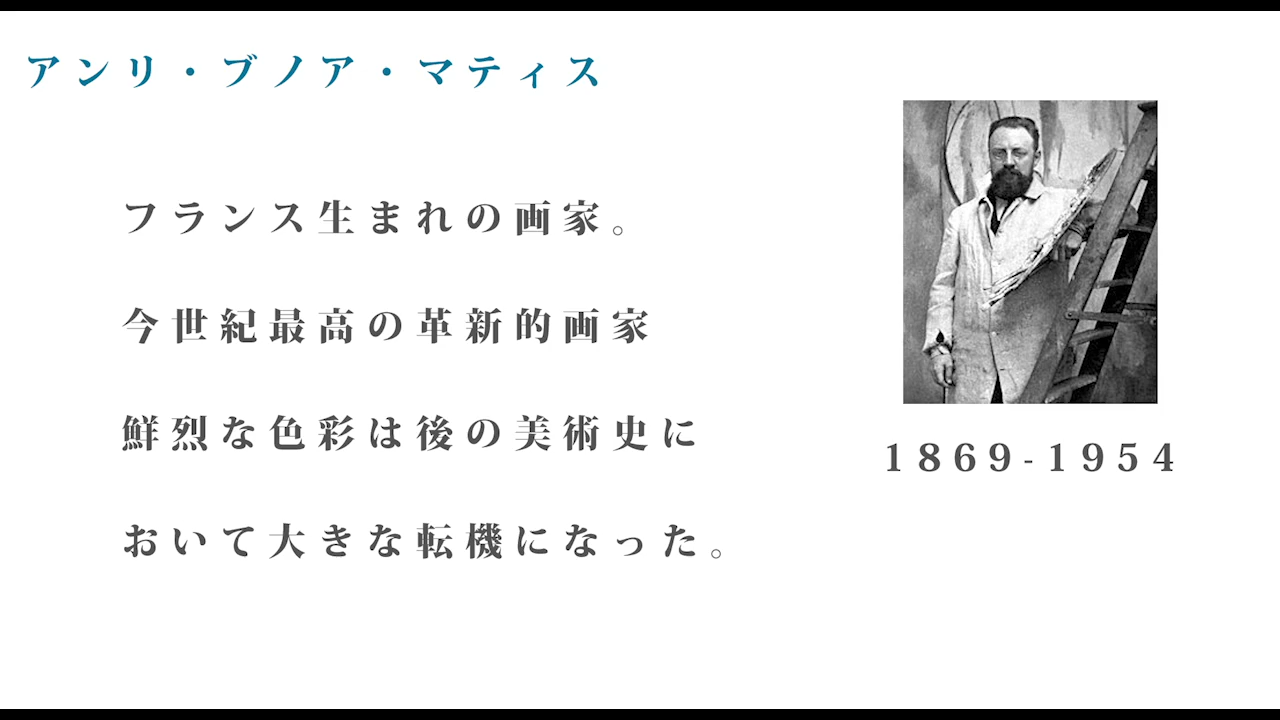 アンリ・ブノア・マティス
フランス生まれの画家。
今世紀最高の革新的画家
鮮烈な色彩は後の美術史に
おいて大きな転機になった。
1869-1954